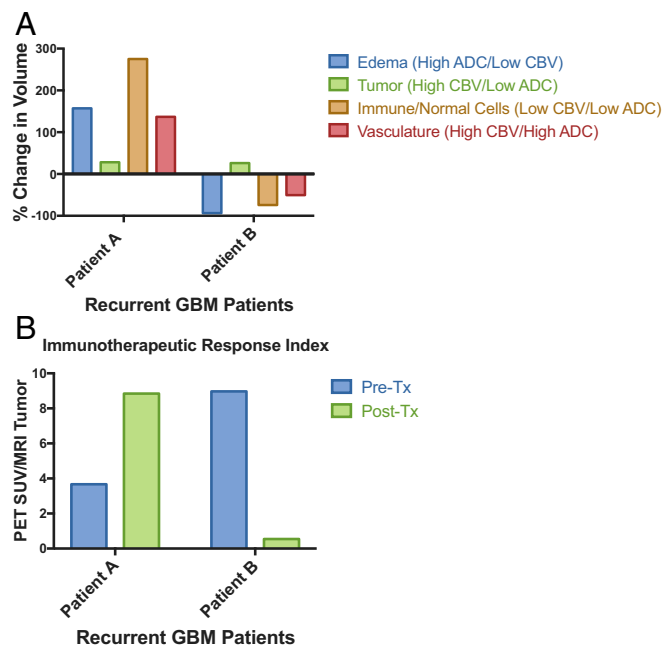 A
300
200
100
0
-100
% Change in Volume
Patient A
Patient B
Recurrent GBM Patients
Edema (High ADC/Low CBV)
Tumor (High CBV/Low ADC)
Immune/Normal Cells (Low CBV/Low ADC)
Vasculature (High CBV/High ADC)
B
Immunotherapeutic Response Index
10
8
6
4
2
0
PET SUV/MRI Tumor
Patient A
Patient B
Recurrent GBM Patients
Pre-Tx
Post-Tx